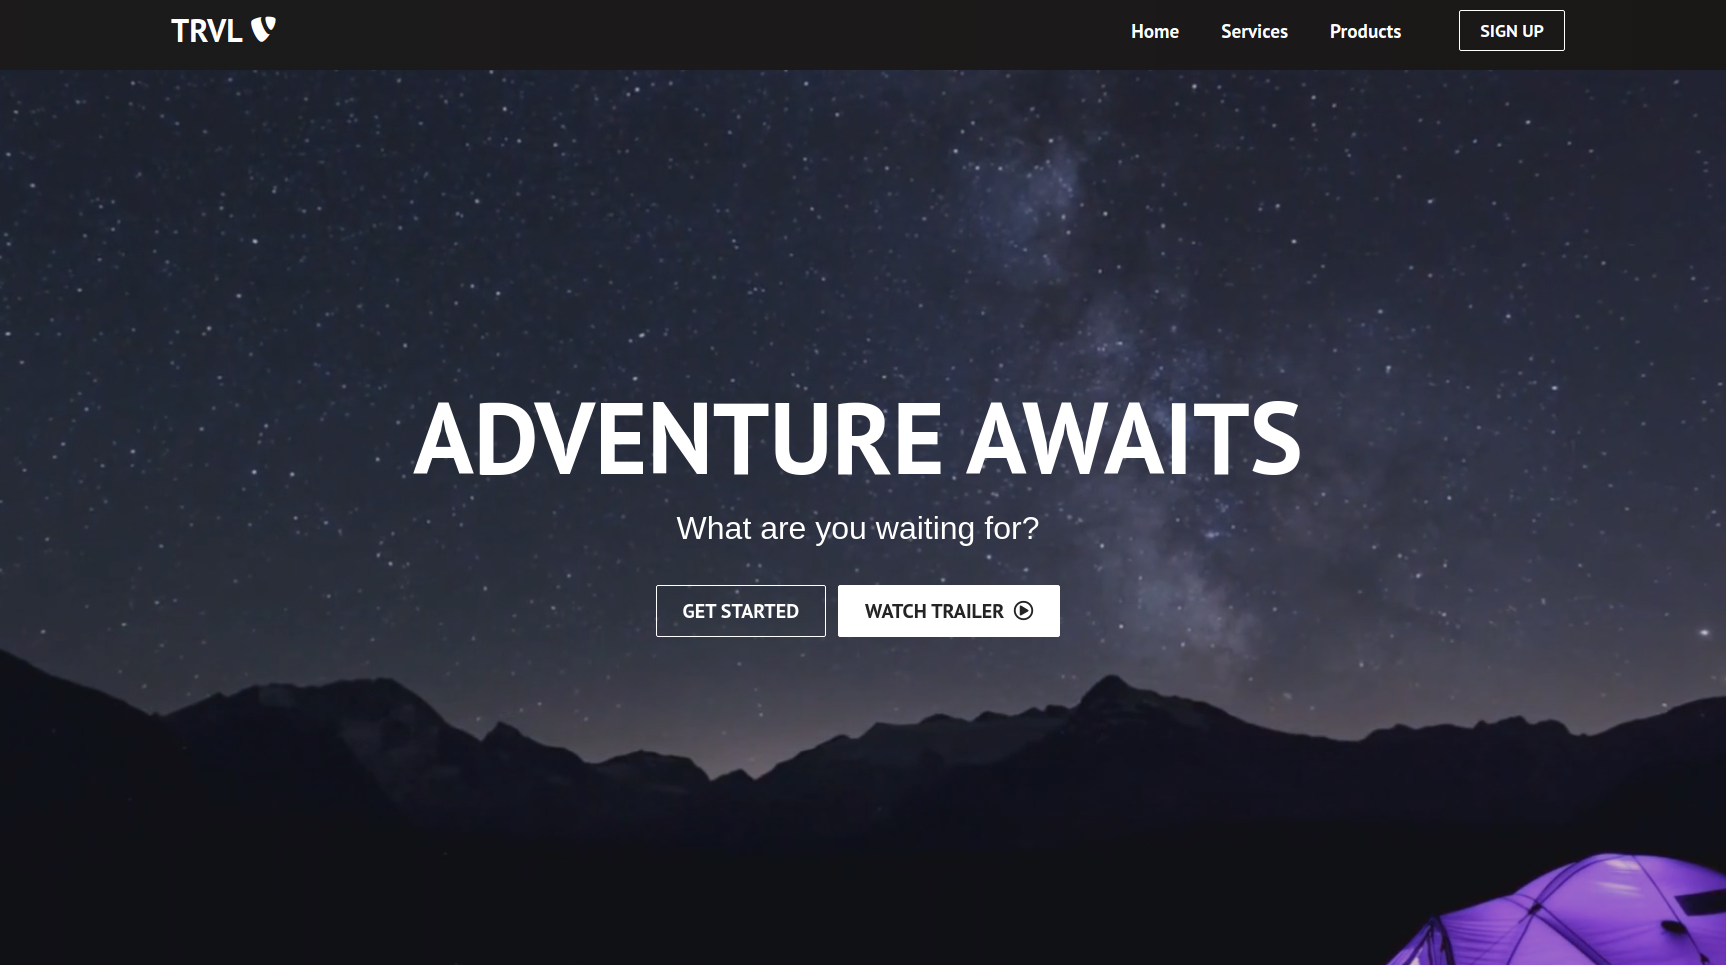 TRVL
Home Services Products SIGN UP
ADVENTURE AWAITS
What are you waiting for?
GET STARTED WATCH TRAILER